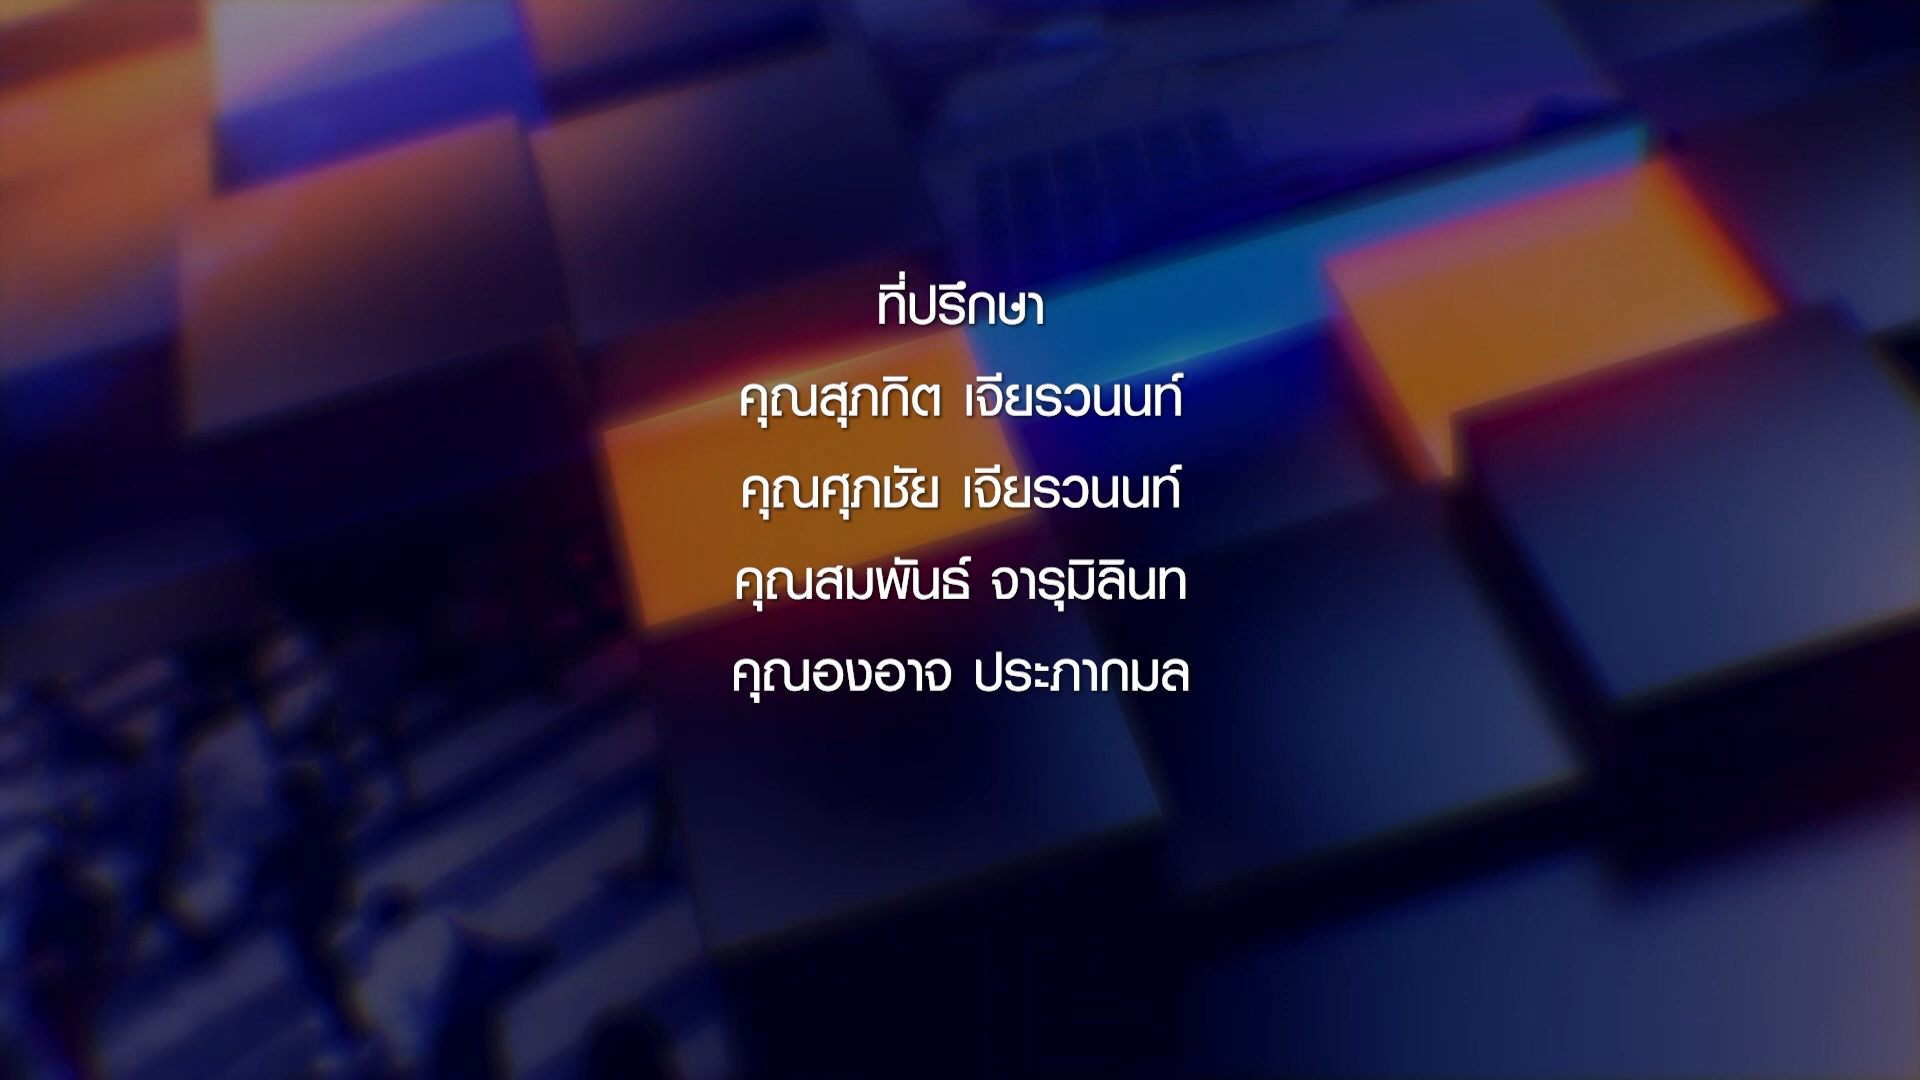 ที่ปรึกษา
คุณสุภกิต เจียรวนนท์
คุณศุภชัย เจียรวนนท์
คุณสมพันธ์ จารุมิลินท
คุณองอาจ ประภากมล